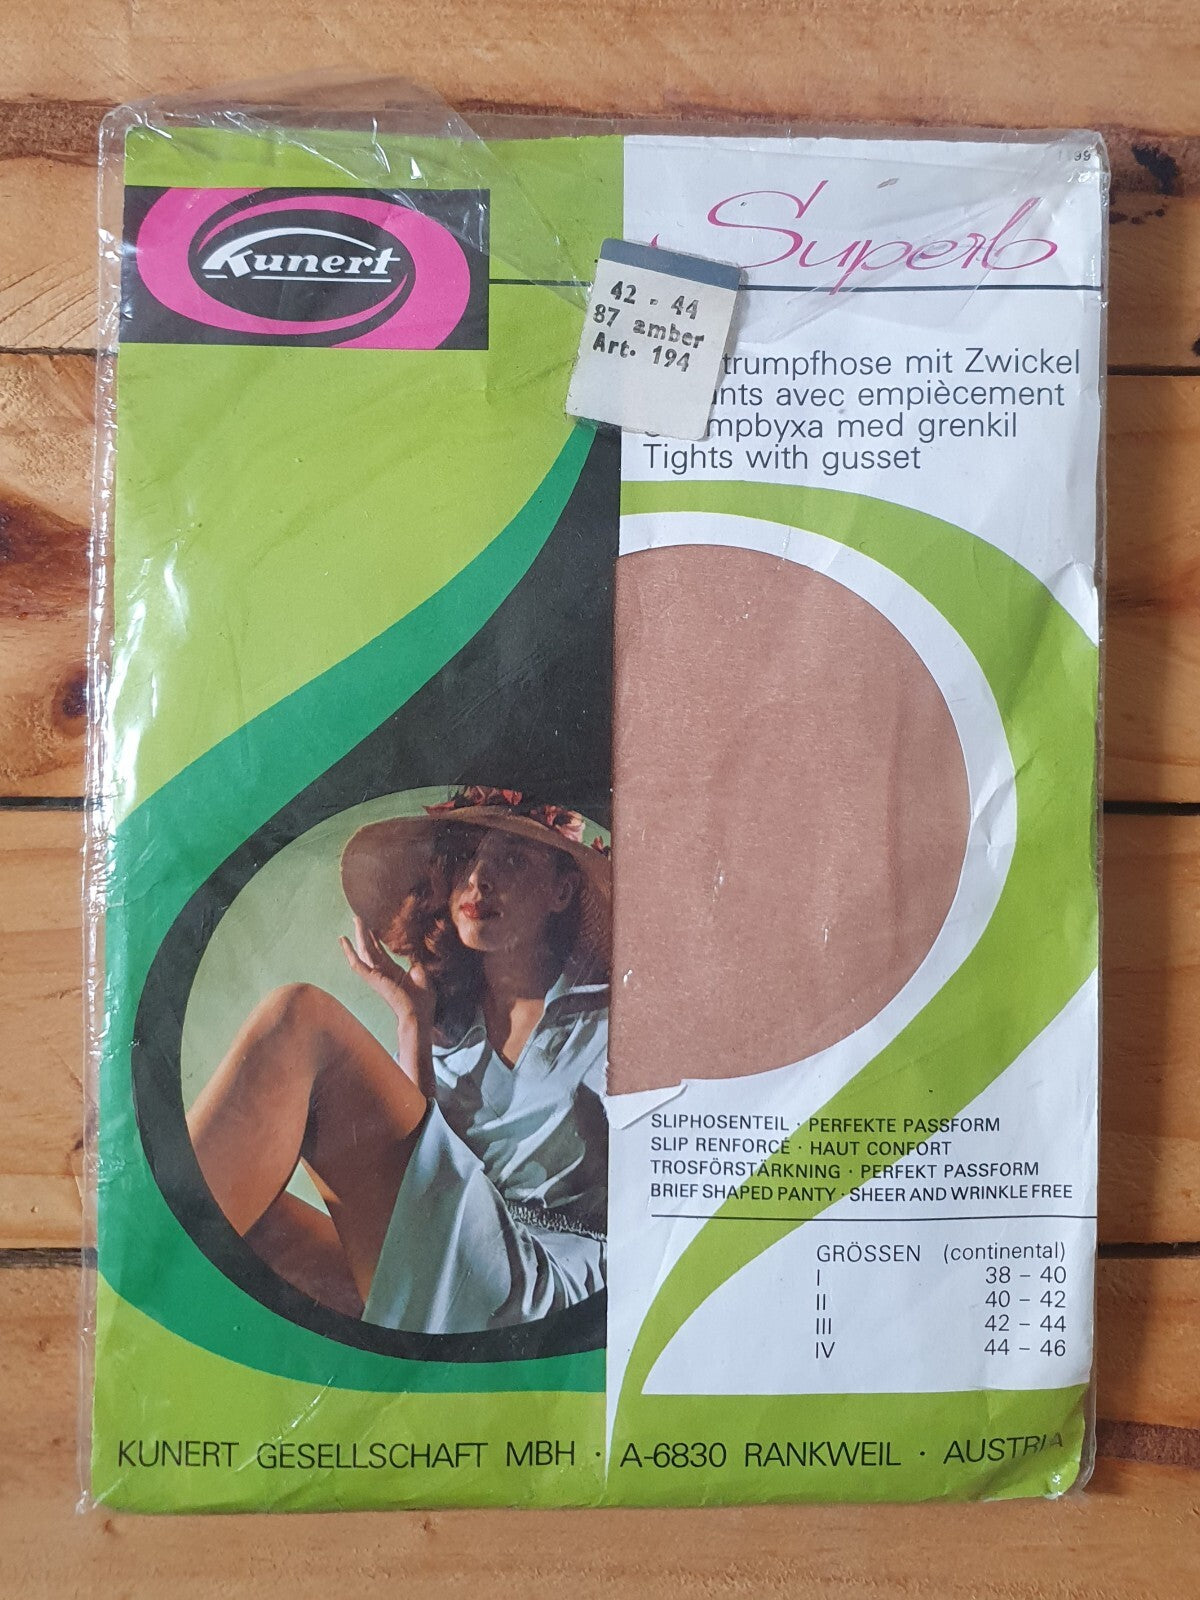 Kunert
Superb
42 - 44
87 amber
Art. 194
trumpfhose mit Zwickel
nts avec empiècement
mpbyxa med grenkil
Tights with gusset
SLIPHOSENTEIL · PERFEKTE PASSFORM
SLIP RENFORCÉ · HAUT CONFORT
TROSFÖRSTÄRKNING · PERFEKT PASSFORM
BRIEF SHAPED PANTY · SHEER AND WRINKLE FREE
GRÖSSEN (continental)
I 38 - 40
II 40 - 42
III 42 - 44
IV 44 - 46
KUNERT GESELLSCHAFT MBH · A-6830 RANKWEIL · AUSTRIA